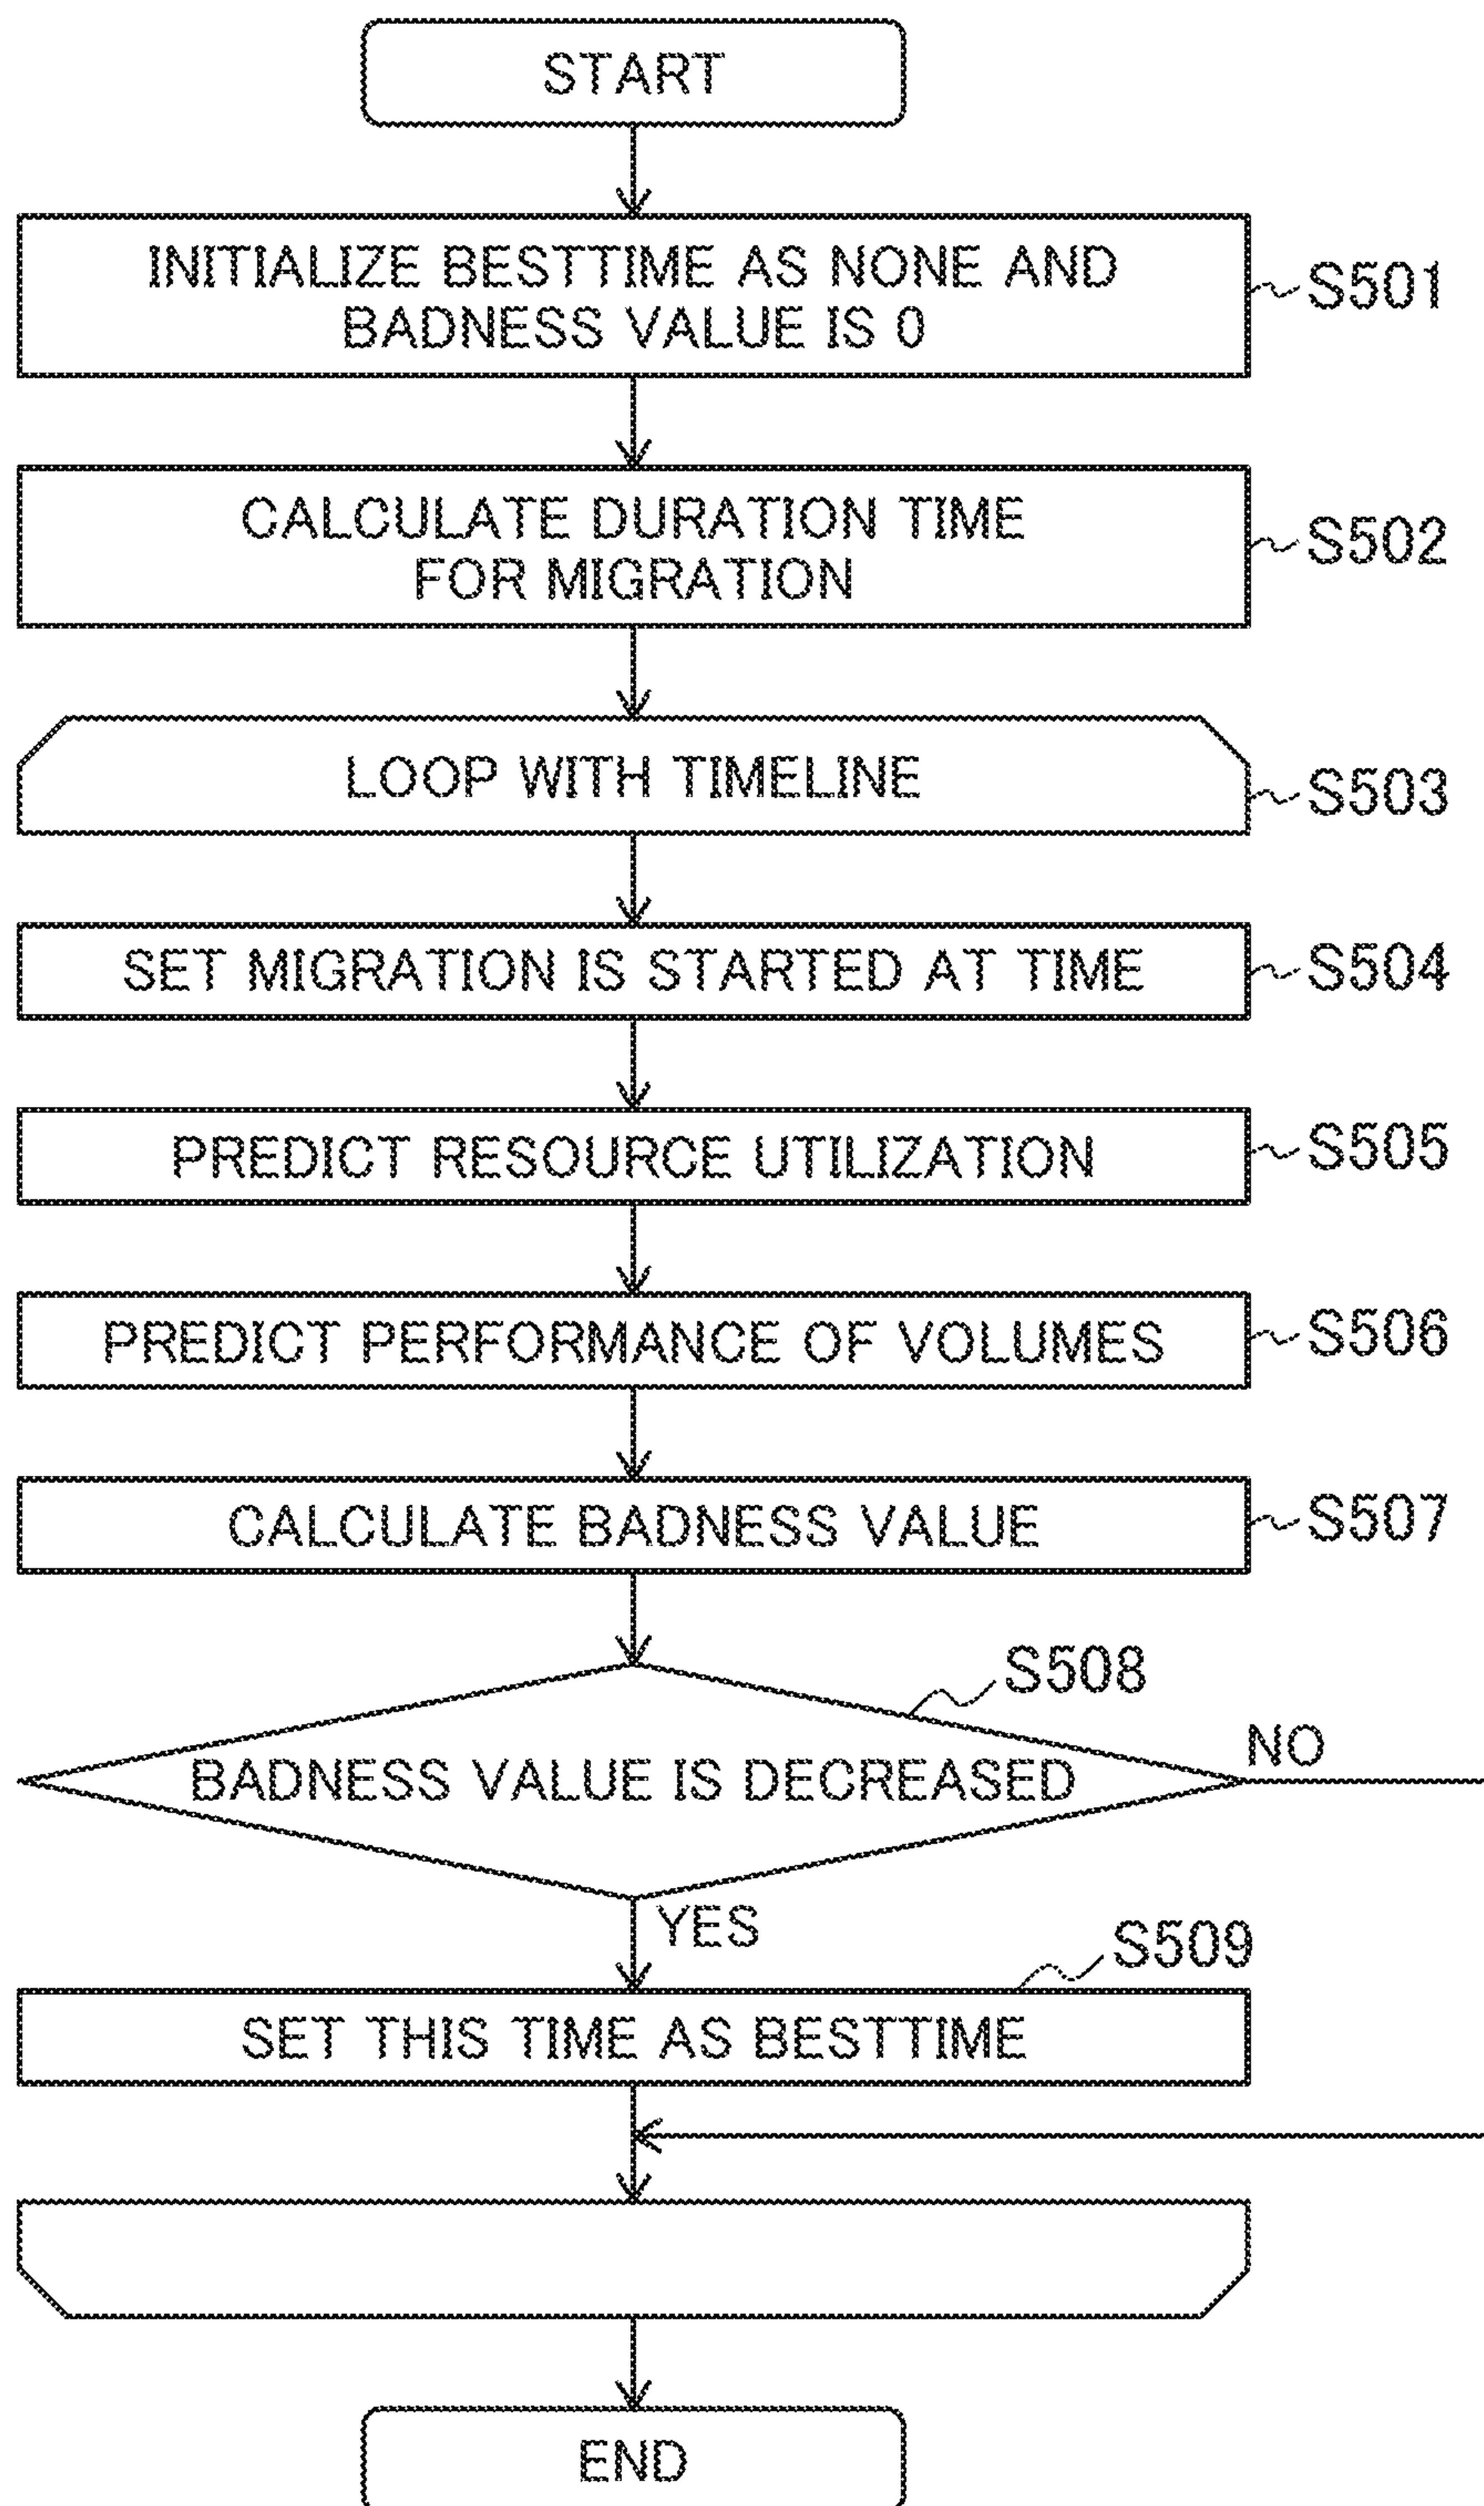 START
INITIALIZE BESTTIME AS NONE AND
BADNESS VALUE IS 0
S501
CALCULATE DURATION TIME
FOR MIGRATION
S502
LOOP WITH TIMELINE
S503
SET MIGRATION IS STARTED AT TIME
S504
PREDICT RESOURCE UTILIZATION
S505
PREDICT PERFORMANCE OF VOLUMES
S506
CALCULATE BADNESS VALUE
S507
S508
BADNESS VALUE IS DECREASED
NO
YES
S509
SET THIS TIME AS BESTTIME
END